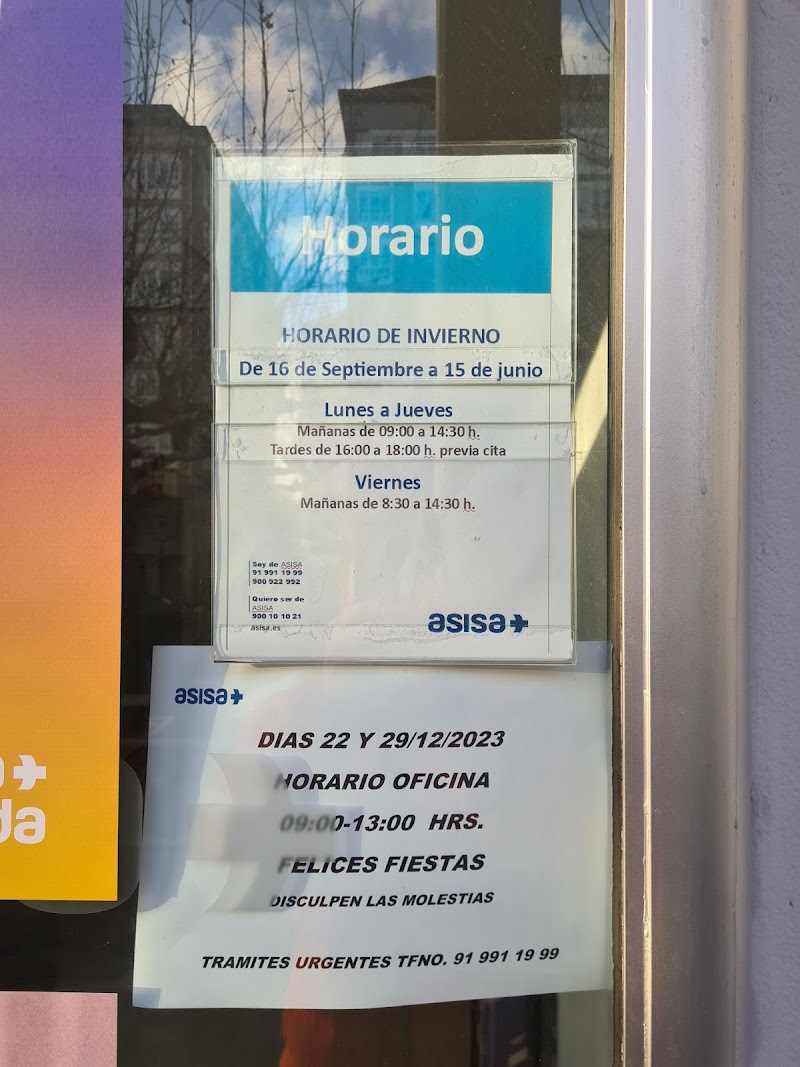 Horario
HORARIO DE INVIERNO
De 16 de Septiembre a 15 de junio
Lunes a Jueves
Mañanas de 09:00 a 14:30 h.
Tardes de 16:00 a 18:00 h. previa cita
Viernes
Mañanas de 8:30 a 14:30 h.
Soy de ASISA
91 991 19 99
900 922 992
Quiero ser de
ASISA
900 10 10 21
asisa.es
asisa
asisa
DIAS 22 Y 29/12/2023
HORARIO OFICINA
09:00-13:00 HRS.
FELICES FIESTAS
DISCULPEN LAS MOLESTIAS
TRAMITES URGENTES TFNO. 91 991 19 99
da